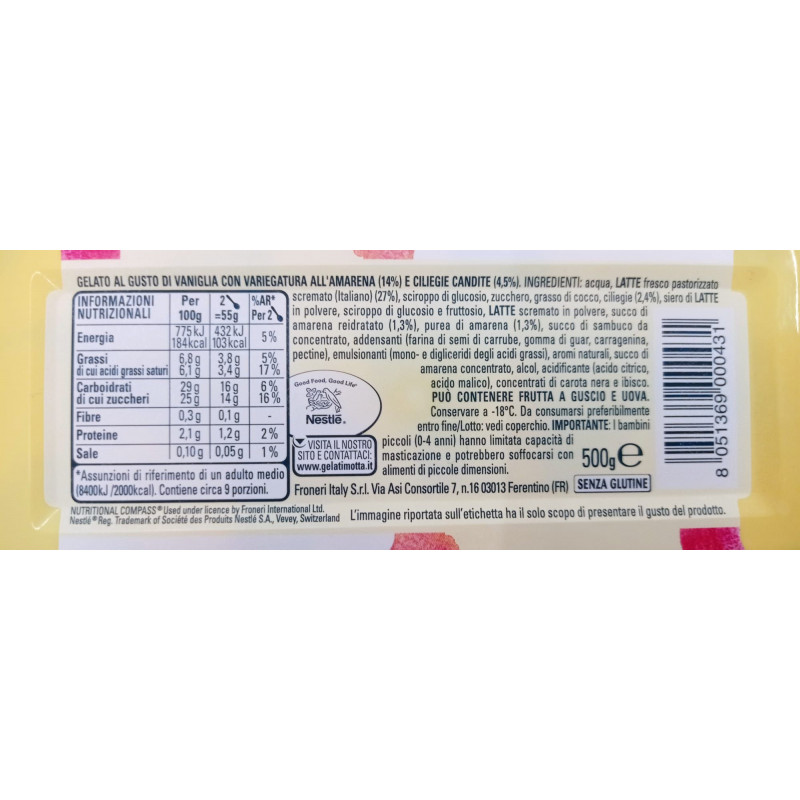 GELATO AL GUSTO DI VANIGLIA CON VARIEGATURA ALL'AMARENA (14%) E CILIEGIE CANDITE (4,5%). INGREDIENTI: acqua, LATTE fresco pastorizzato
scremato (Italiano) (27%), sciroppo di glucosio, zucchero, grasso di cocco, ciliegie (2,4%), siero di LATTE
in polvere, sciroppo di glucosio e fruttosio, LATTE scremato in polvere, succo di
amarena reidratato (1,3%), purea di amarena (1,3%), succo di sambuco da
concentrato, addensanti (farina di semi di carrube, gomma di guar, carragenina,
pectine), emulsionanti (mono- e digliceridi degli acidi grassi), aromi naturali, succo di
amarena concentrato, alcol, acidificante (acido citrico,
acido malico), concentrati di carota nera e ibisco.
PUÒ CONTENERE FRUTTA A GUSCIO E UOVA.
Conservare a -18°C. Da consumarsi preferibilmente
entro fine/Lotto: vedi coperchio. IMPORTANTE: I bambini
piccoli (0-4 anni) hanno limitata capacità di
masticazione e potrebbero soffocarsi con
alimenti di piccole dimensioni.
INFORMAZIONI NUTRIZIONALI Per 100g 2 =55g %AR* Per 2
Energia 775kJ 184kcal 432kJ 103kcal 5%
Grassi 6,8g 3,8g 5%
di cui acidi grassi saturi 6,1g 3,4g 17%
Carboidrati 29g 16g 6%
di cui zuccheri 25g 14g 16%
Fibre 0,3g 0,1g -
Proteine 2,1g 1,2g 2%
Sale 0,10g 0,05g 1%
*Assunzioni di riferimento di un adulto medio
(8400kJ/2000kcal). Contiene circa 9 porzioni.
Good Food, Good Life
Nestlé®
VISITA IL NOSTRO
SITO E CONTATTACI:
www.gelatimotta.it
500g e
Froneri Italy S.r.l. Via Asi Consortile 7, n.16 03013 Ferentino (FR)
SENZA GLUTINE
8 051369 000431
NUTRITIONAL COMPASS® Used under licence by Froneri International Ltd.
Nestlé® Reg. Trademark of Société des Produits Nestlé S.A., Vevey, Switzerland
L'immagine riportata sull'etichetta ha il solo scopo di presentare il gusto del prodotto.